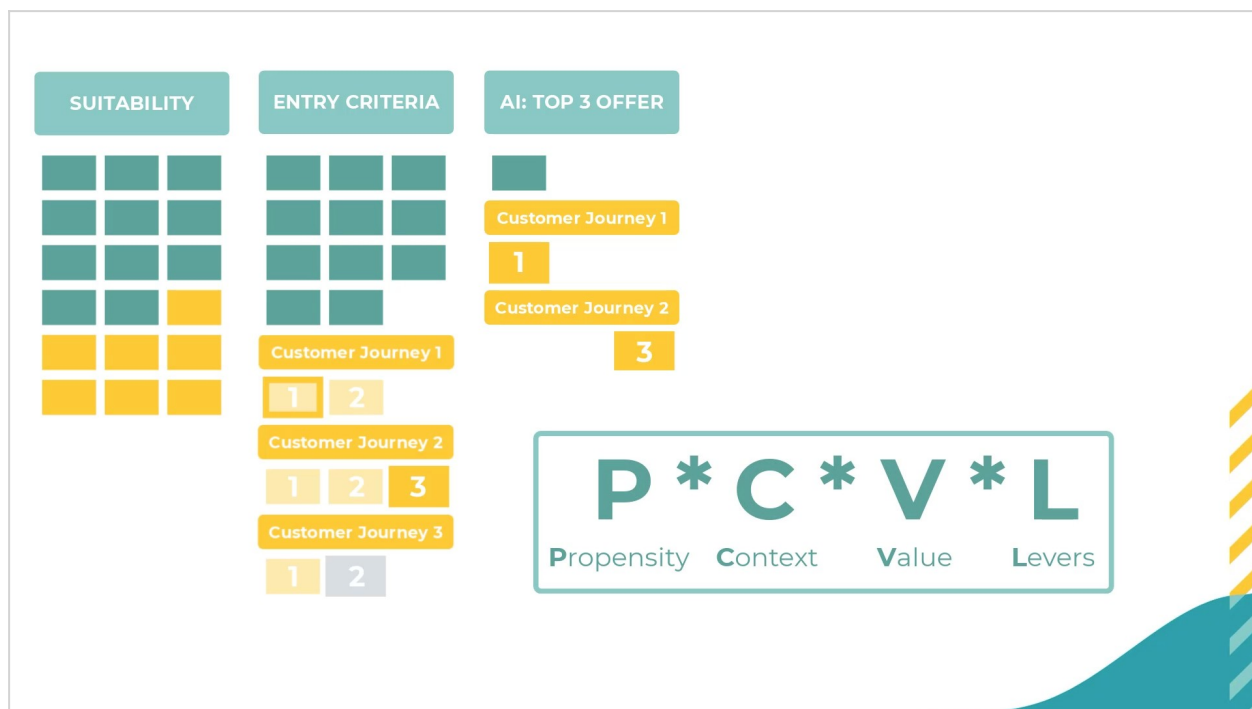 SUITABILITY
ENTRY CRITERIA
AI: TOP 3 OFFER
Customer Journey 1
1 2
Customer Journey 2
1 2 3
Customer Journey 3
1 2
Customer Journey 1
1
Customer Journey 2
3
P * C * V * L
Propensity Context Value Levers